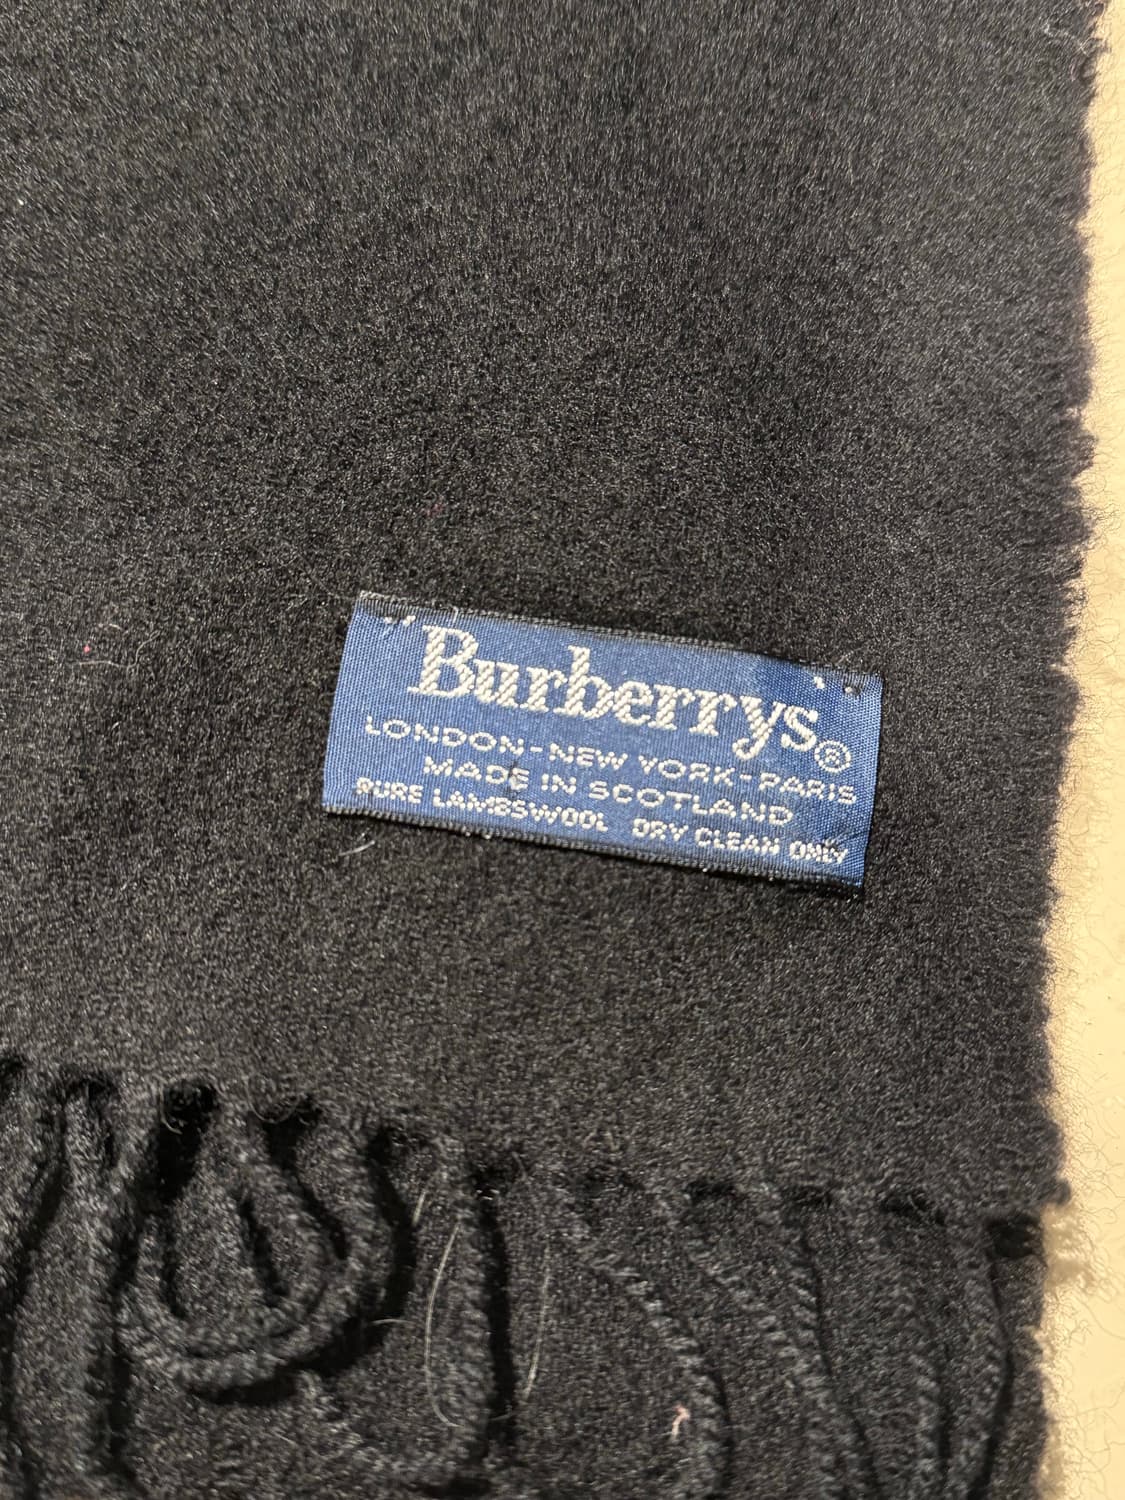 "Burberrys"®
LONDON-NEW YORK-PARIS
MADE IN SCOTLAND
PURE LAMBSWOOL DRY CLEAN ONLY